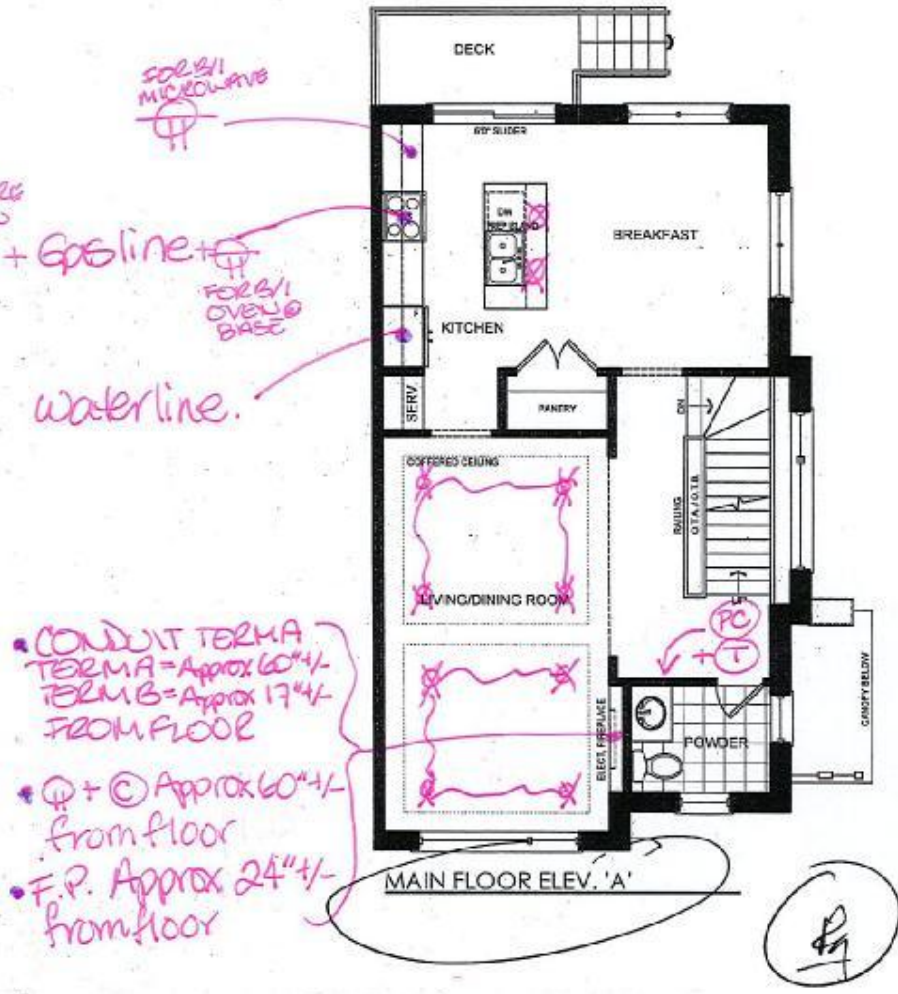 DECK
FOR B/I
MICROWAVE
6'0" SLIDER
DW
BREAKFAST
+ Gasline +
FOR B/I
OVEN @
BASE
KITCHEN
waterline.
SERV.
PANTRY
DN
COFFERED CEILING
RAILING
O.T.A. / O.T.B.
LIVING/DINING ROOM
PC
+ T
• CONDUIT TERM A
TERM A = Approx 60" +/-
TERM B = Approx 17" +/-
FROM FLOOR
ELECT. FIREPLACE
POWDER
CANOPY BELOW
• + C Approx 60" +/-
from floor
• F.P. Approx 24" +/-
from floor
MAIN FLOOR ELEV. 'A'